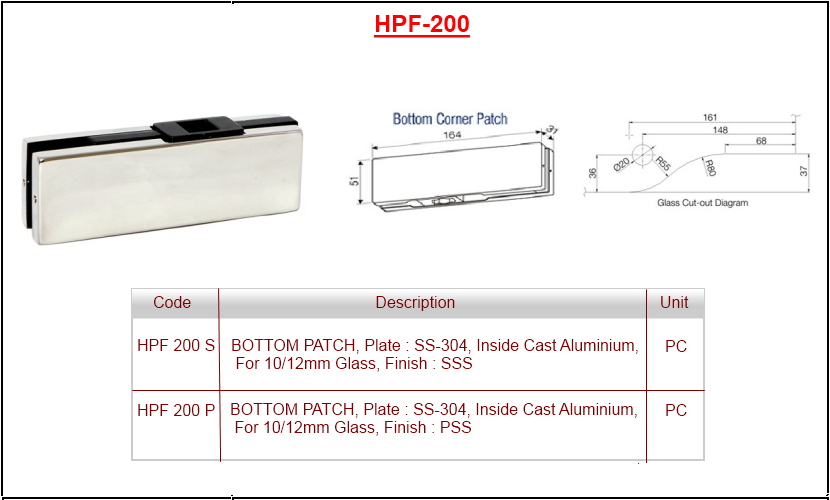 HPF-200
Bottom Corner Patch
164
31
51
161
148
68
Ø20
R55
R80
36
37
Glass Cut-out Diagram
Code Description Unit
HPF 200 S BOTTOM PATCH, Plate : SS-304, Inside Cast Aluminium, PC
For 10/12mm Glass, Finish : SSS
HPF 200 P BOTTOM PATCH, Plate : SS-304, Inside Cast Aluminium, PC
For 10/12mm Glass, Finish : PSS